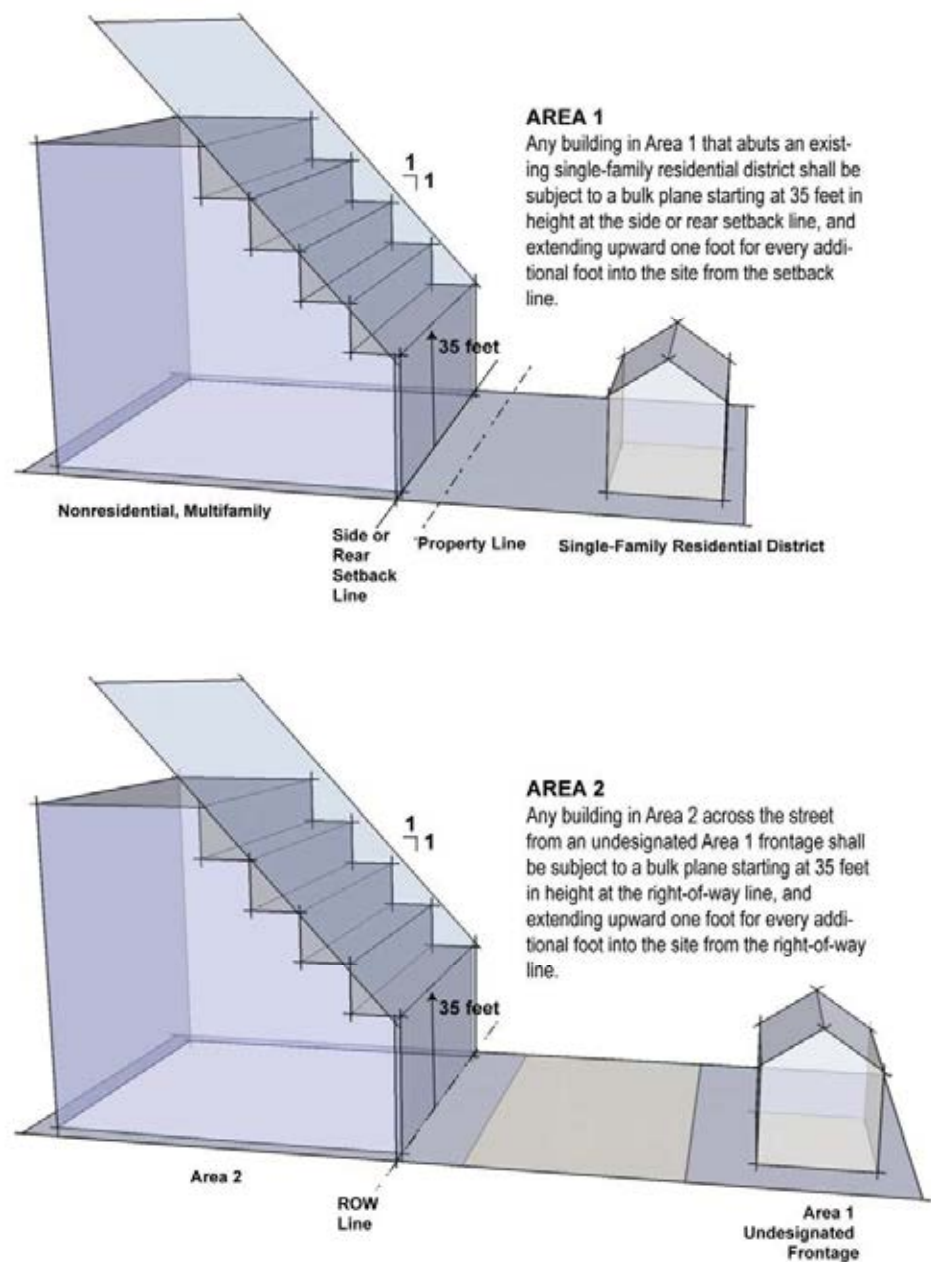 AREA 1
Any building in Area 1 that abuts an exist-
ing single-family residential district shall be
subject to a bulk plane starting at 35 feet in
height at the side or rear setback line, and
extending upward one foot for every addi-
tional foot into the site from the setback
line.
1
1
35 feet
Nonresidential, Multifamily
Side or
Rear
Setback
Line
Property Line
Single-Family Residential District
AREA 2
Any building in Area 2 across the street
from an undesignated Area 1 frontage shall
be subject to a bulk plane starting at 35 feet
in height at the right-of-way line, and
extending upward one foot for every addi-
tional foot into the site from the right-of-way
line.
1
1
35 feet
Area 2
ROW
Line
Area 1
Undesignated
Frontage